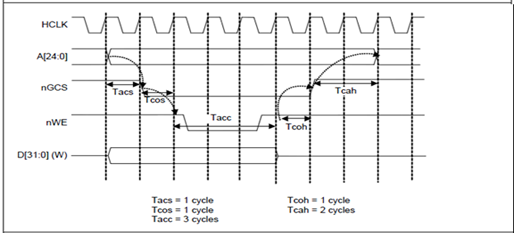 HCLK
A[24:0]
nGCS
Tacs
Tcah
Tcos
Tacc
nWE
Tcoh
D[31:0] (W)
Tacs = 1 cycle
Tcoh = 1 cycle
Tcos = 1 cycle
Tcah = 2 cycles
Tacc = 3 cycles